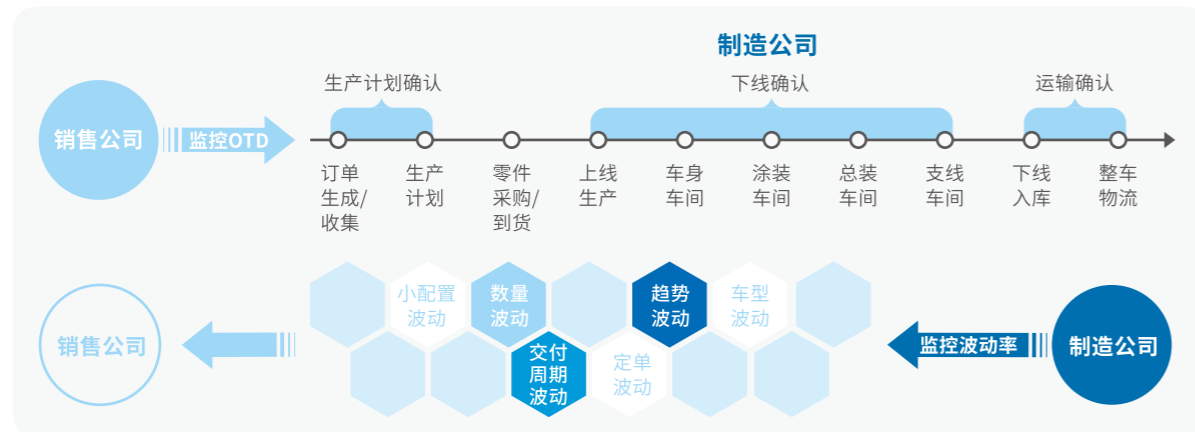 制造公司
生产计划确认
下线确认
运输确认
销售公司
监控OTD
订单
生成/
收集
生产
计划
零件
采购/
到货
上线
生产
车身
车间
涂装
车间
总装
车间
支线
车间
下线
入库
整车
物流
小配置
波动
数量
波动
趋势
波动
车型
波动
销售公司
交付
周期
波动
定单
波动
监控波动率
制造公司